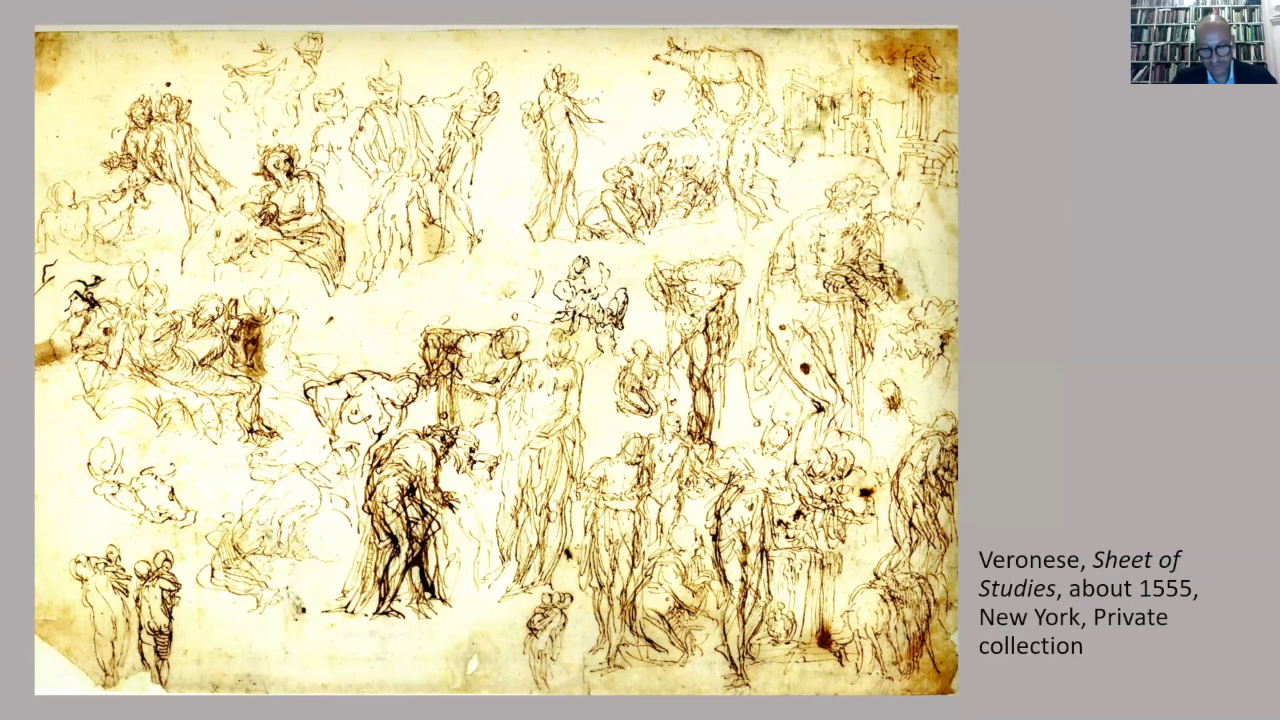 Veronese, Sheet of
Studies, about 1555,
New York, Private
collection